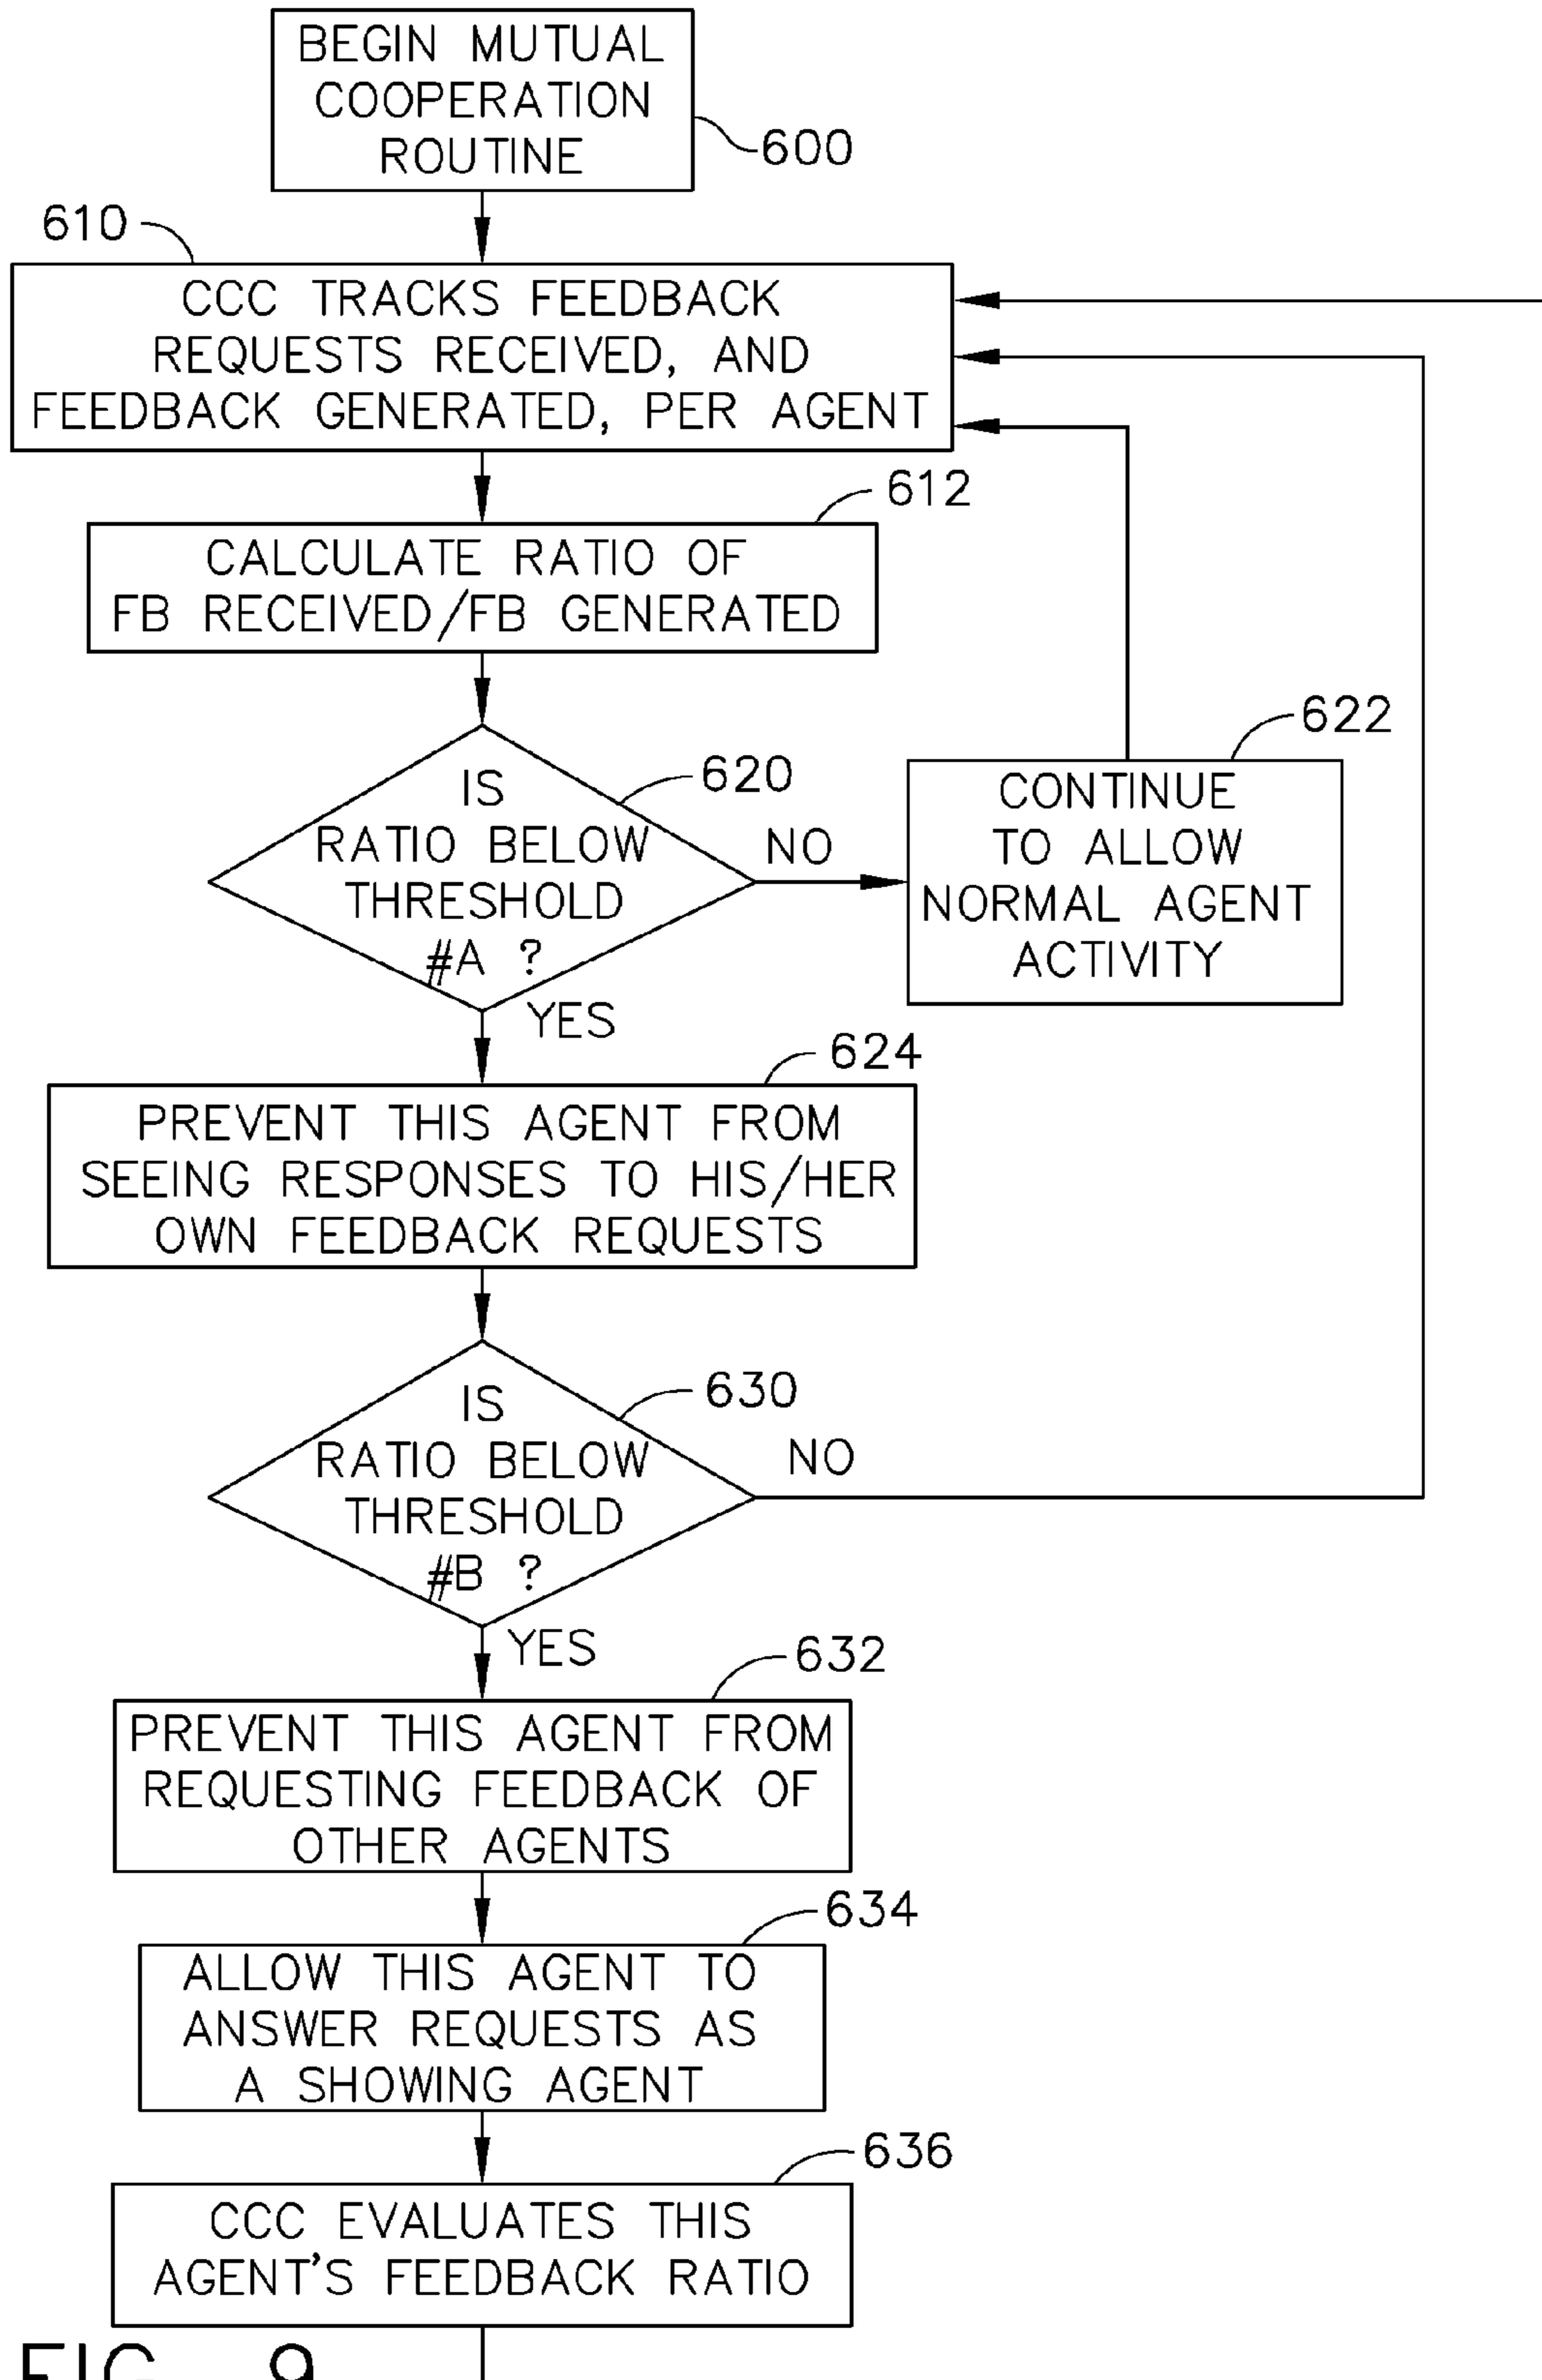 BEGIN MUTUAL
COOPERATION
ROUTINE
600
610
CCC TRACKS FEEDBACK
REQUESTS RECEIVED, AND
FEEDBACK GENERATED, PER AGENT
612
CALCULATE RATIO OF
FB RECEIVED/FB GENERATED
620
IS
RATIO BELOW
THRESHOLD
#A ?
NO
YES
622
CONTINUE
TO ALLOW
NORMAL AGENT
ACTIVITY
624
PREVENT THIS AGENT FROM
SEEING RESPONSES TO HIS/HER
OWN FEEDBACK REQUESTS
630
IS
RATIO BELOW
THRESHOLD
#B ?
NO
YES
632
PREVENT THIS AGENT FROM
REQUESTING FEEDBACK OF
OTHER AGENTS
634
ALLOW THIS AGENT TO
ANSWER REQUESTS AS
A SHOWING AGENT
636
CCC EVALUATES THIS
AGENT'S FEEDBACK RATIO
FIG. 9